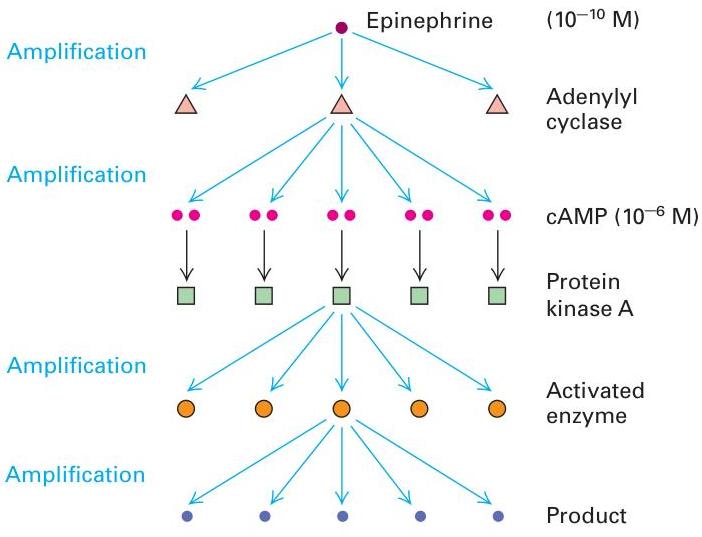 Epinephrine (10⁻¹⁰ M)
Amplification
Adenylyl
cyclase
Amplification
cAMP (10⁻⁶ M)
Protein
kinase A
Amplification
Activated
enzyme
Amplification
Product